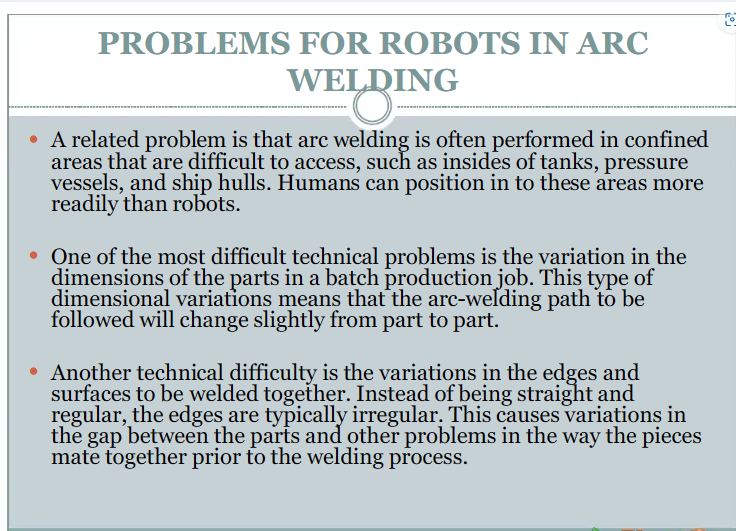 PROBLEMS FOR ROBOTS IN ARC
WELDING
• A related problem is that arc welding is often performed in confined
areas that are difficult to access, such as insides of tanks, pressure
vessels, and ship hulls. Humans can position in to these areas more
readily than robots.
• One of the most difficult technical problems is the variation in the
dimensions of the parts in a batch production job. This type of
dimensional variations means that the arc-welding path to be
followed will change slightly from part to part.
• Another technical difficulty is the variations in the edges and
surfaces to be welded together. Instead of being straight and
regular, the edges are typically irregular. This causes variations in
the gap between the parts and other problems in the way the pieces
mate together prior to the welding process.